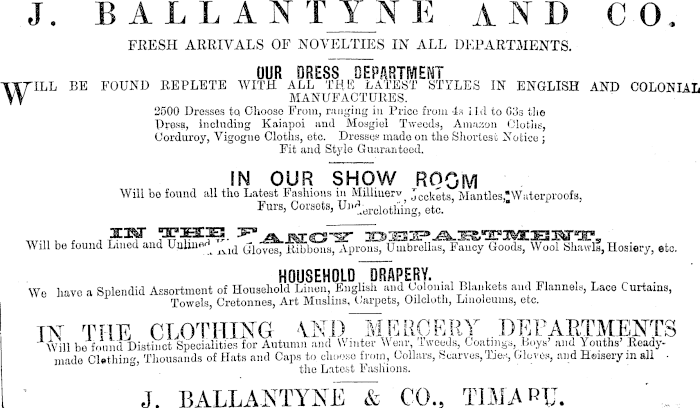 J. BALLANTYNE AND CO.
FRESH ARRIVALS OF NOVELTIES IN ALL DEPARTMENTS.
OUR DRESS DEPARTMENT
WILL BE FOUND REPLETE WITH ALL THE LATEST STYLES IN ENGLISH AND COLONIAL
MANUFACTURES.
2500 Dresses to Choose From, ranging in Price from 4s 11d to 63s the
Dress, including Kaiapoi and Mosgiel Tweeds, Amazon Cloths,
Corduroy, Vigogne Cloths, etc. Dresses made on the Shortest Notice;
Fit and Style Guaranteed.
IN OUR SHOW ROOM
Will be found all the Latest Fashions in Millinery, Jackets, Mantles, Waterproofs,
Furs, Corsets, Underclothing, etc.
IN THE FANCY DEPARTMENT,
Will be found Lined and Unlined Kid Gloves, Ribbons, Aprons, Umbrellas, Fancy Goods, Wool Shawls, Hosiery, etc.
HOUSEHOLD DRAPERY.
We have a Splendid Assortment of Household Linen, English and Colonial Blankets and Flannels, Lace Curtains,
Towels, Cretonnes, Art Muslins, Carpets, Oilcloth, Linoleums, etc.
IN THE CLOTHING AND MERCERY DEPARTMENTS
Will be found Distinct Specialities for Autumn and Winter Wear, Tweeds, Coatings, Boys' and Youths' Ready-
made Clothing, Thousands of Hats and Caps to choose from, Collars, Scarves, Ties, Gloves, and Hoisery in all
the Latest Fashions.
J. BALLANTYNE & CO., TIMARU.